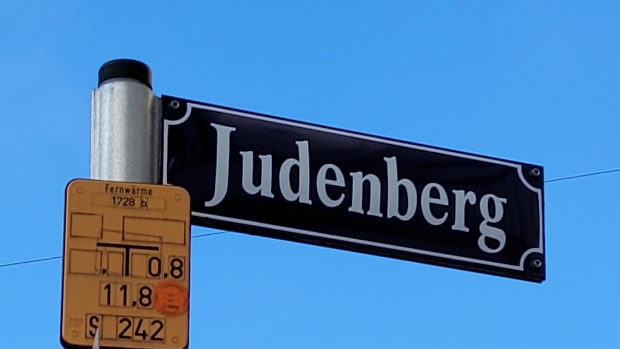 Judenberg
Fernwärme
1728 b
T 0,8
11,8
S 242